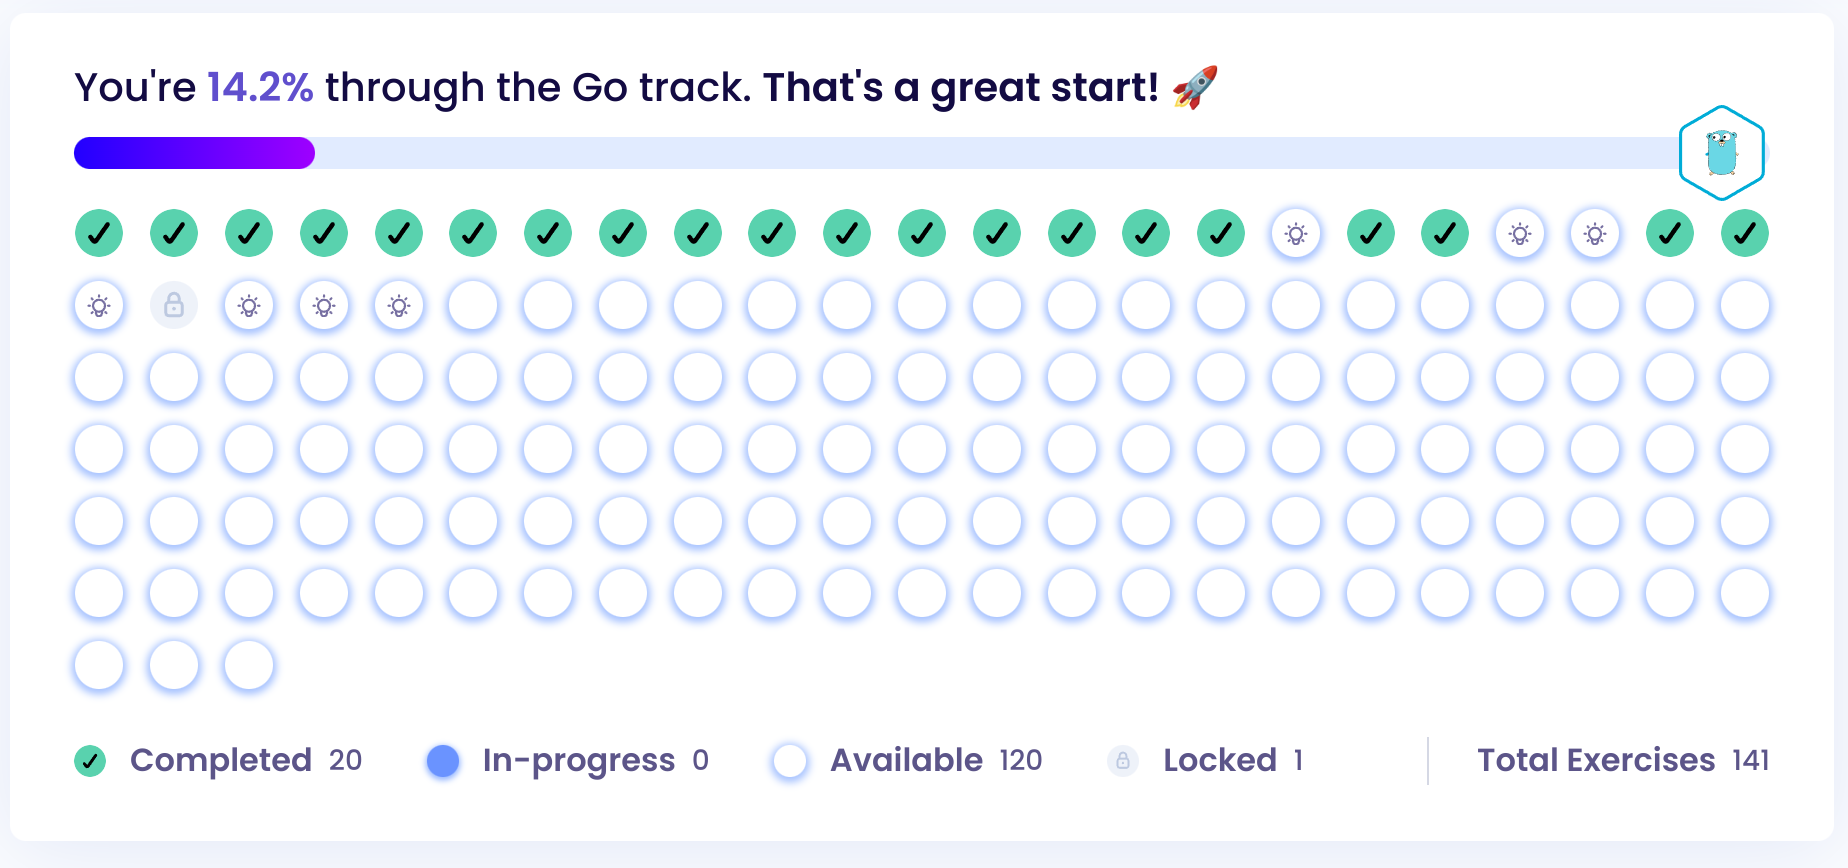 You're 14.2% through the Go track. That's a great start! 🚀
Completed 20 In-progress 0 Available 120 Locked 1 Total Exercises 141